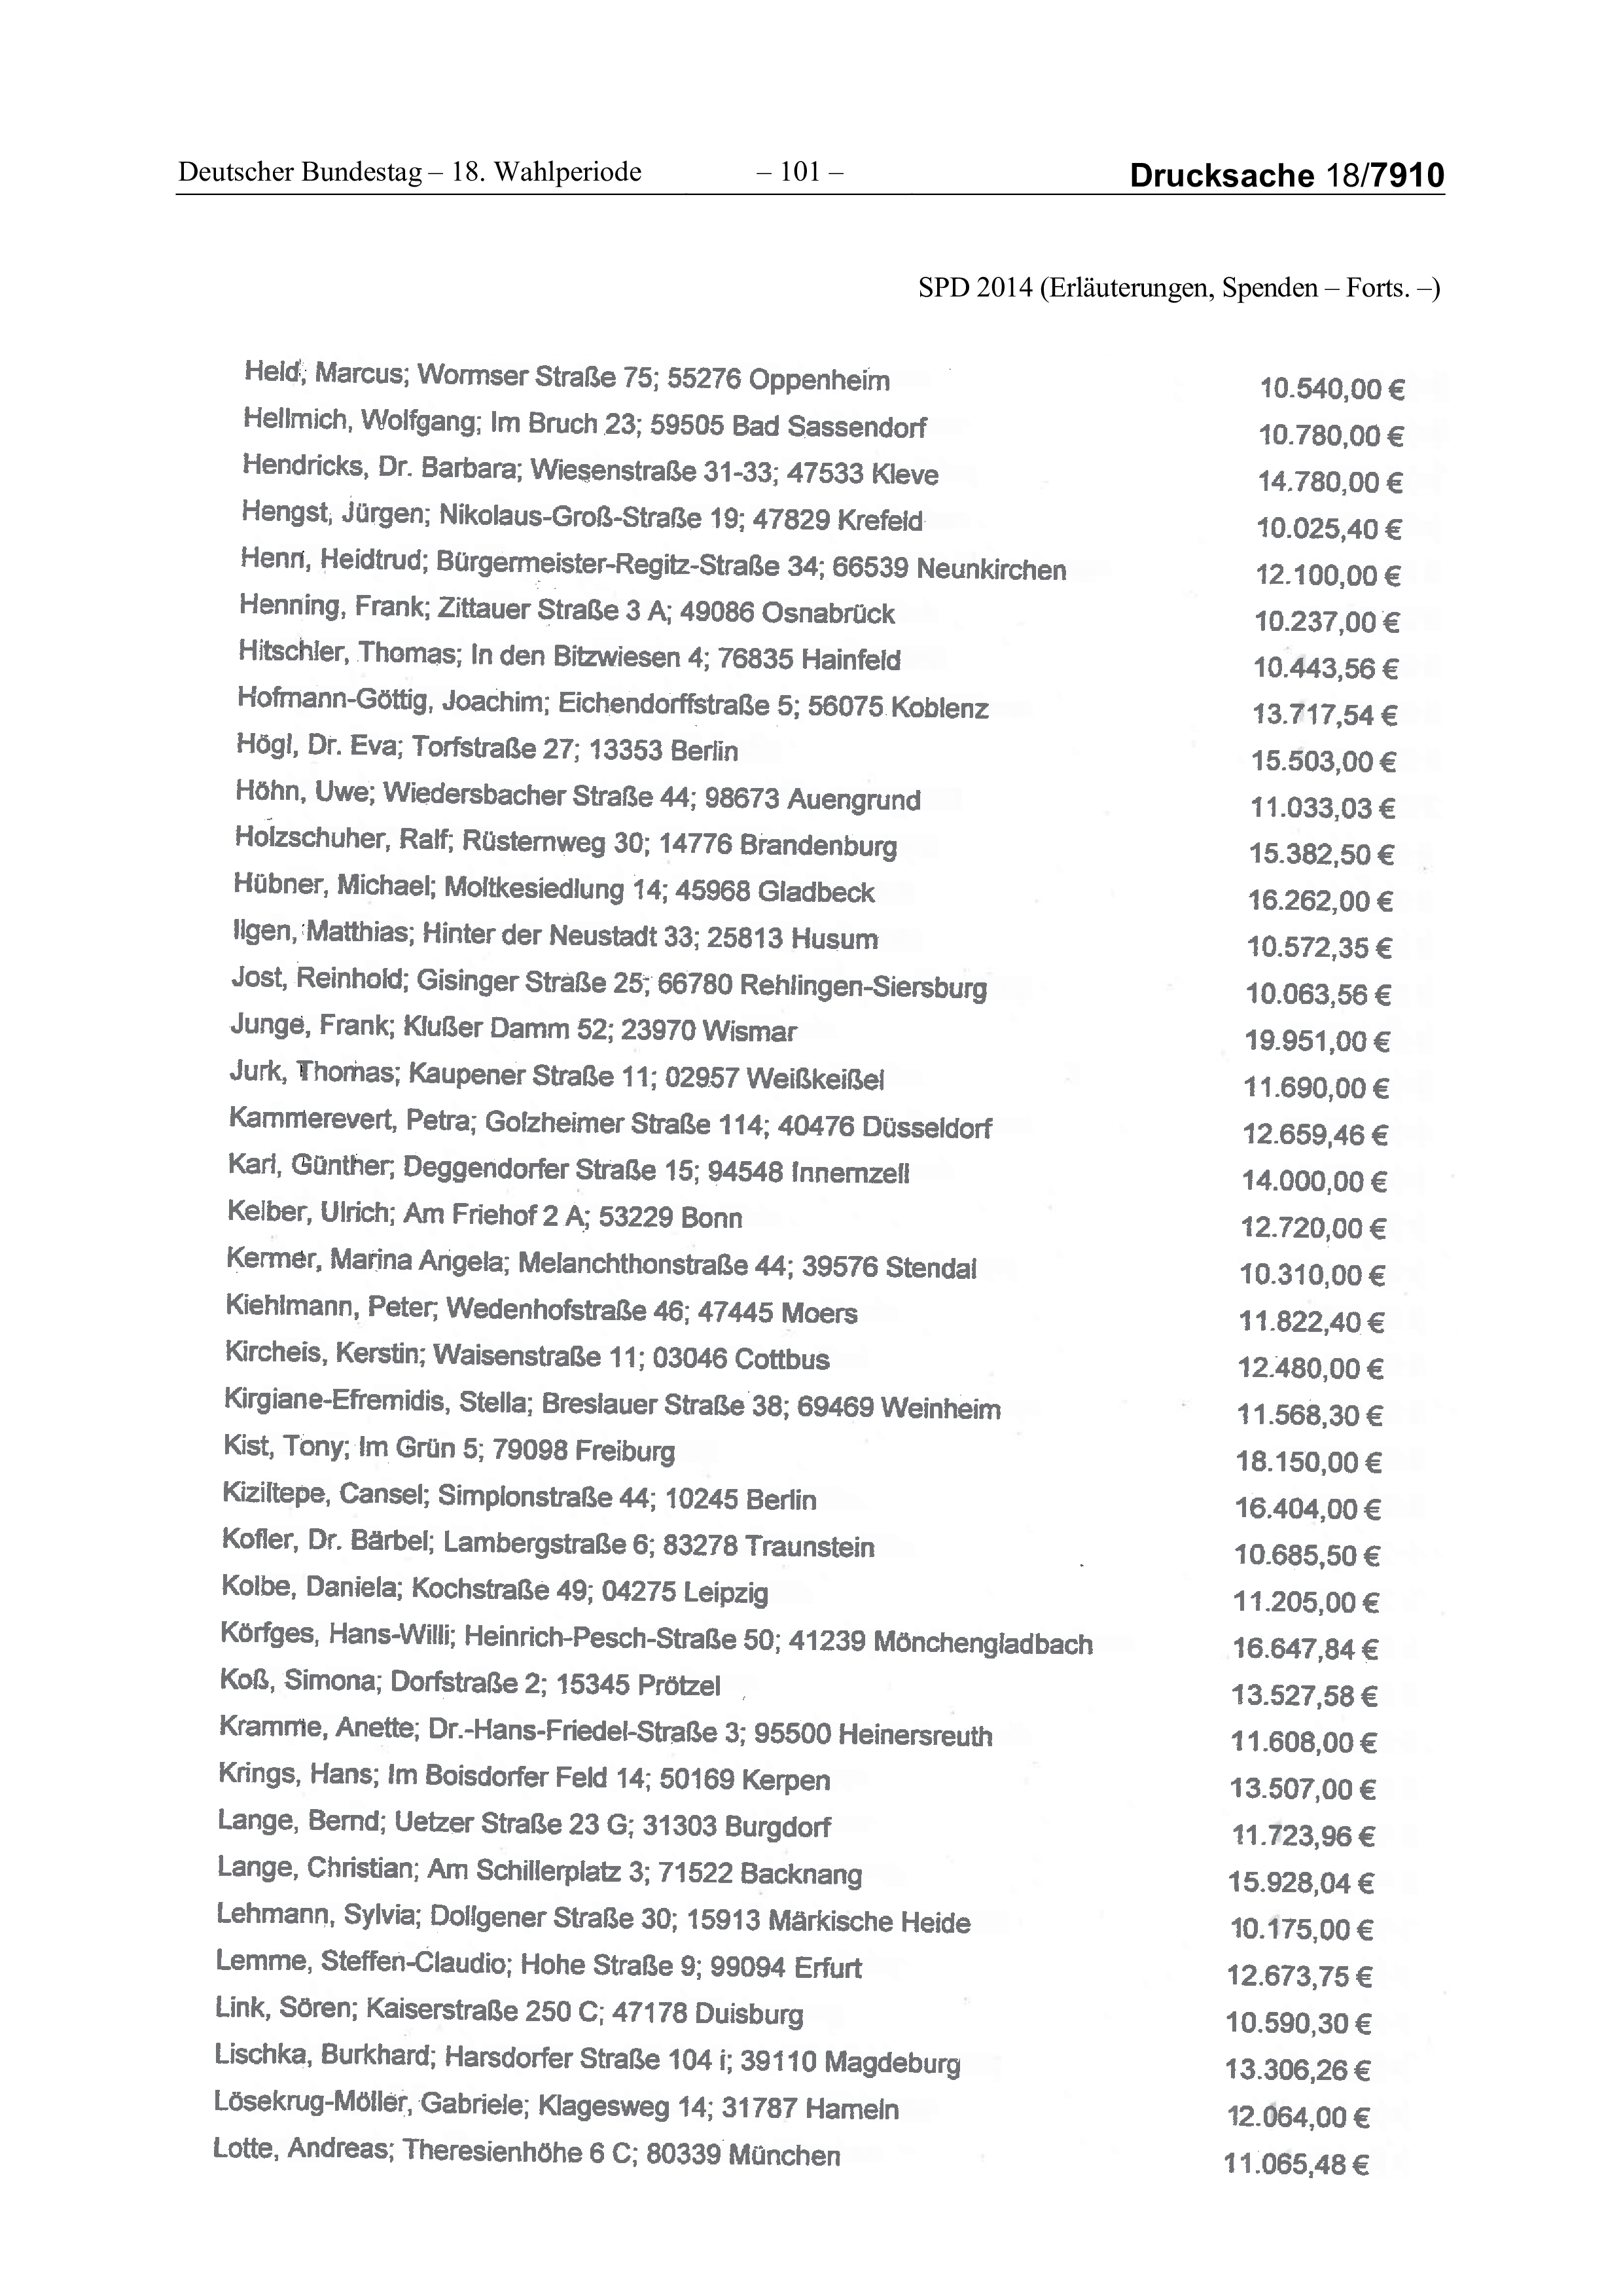 Deutscher Bundestag – 18. Wahlperiode – 101 – Drucksache 18/7910
SPD 2014 (Erläuterungen, Spenden – Forts. –)
Held, Marcus; Wormser Straße 75; 55276 Oppenheim 10.540,00 €
Hellmich, Wolfgang; Im Bruch 23; 59505 Bad Sassendorf 10.780,00 €
Hendricks, Dr. Barbara; Wiesenstraße 31-33; 47533 Kleve 14.780,00 €
Hengst, Jürgen; Nikolaus-Groß-Straße 19; 47829 Krefeld 10.025,40 €
Henn, Heidtrud; Bürgermeister-Regitz-Straße 34; 66539 Neunkirchen 12.100,00 €
Henning, Frank; Zittauer Straße 3 A; 49086 Osnabrück 10.237,00 €
Hitschler, Thomas; In den Bitzwiesen 4; 76835 Hainfeld 10.443,56 €
Hofmann-Göttig, Joachim; Eichendorffstraße 5; 56075 Koblenz 13.717,54 €
Högl, Dr. Eva; Torfstraße 27; 13353 Berlin 15.503,00 €
Höhn, Uwe; Wiedersbacher Straße 44; 98673 Auengrund 11.033,03 €
Holzschuher, Ralf; Rüsternweg 30; 14776 Brandenburg 15.382,50 €
Hübner, Michael; Moltkesiedlung 14; 45968 Gladbeck 16.262,00 €
Ilgen, Matthias; Hinter der Neustadt 33; 25813 Husum 10.572,35 €
Jost, Reinhold; Gisinger Straße 25; 66780 Rehlingen-Siersburg 10.063,56 €
Junge, Frank; Klußer Damm 52; 23970 Wismar 19.951,00 €
Jurk, Thomas; Kaupener Straße 11; 02957 Weißkeißel 11.690,00 €
Kammerevert, Petra; Golzheimer Straße 114; 40476 Düsseldorf 12.659,46 €
Karl, Günther; Deggendorfer Straße 15; 94548 Innernzell 14.000,00 €
Kelber, Ulrich; Am Friehof 2 A; 53229 Bonn 12.720,00 €
Kermer, Marina Angela; Melanchthonstraße 44; 39576 Stendal 10.310,00 €
Kiehlmann, Peter; Wedenhofstraße 46; 47445 Moers 11.822,40 €
Kircheis, Kerstin; Waisenstraße 11; 03046 Cottbus 12.480,00 €
Kirgiane-Efremidis, Stella; Breslauer Straße 38; 69469 Weinheim 11.568,30 €
Kist, Tony; Im Grün 5; 79098 Freiburg 18.150,00 €
Kiziltepe, Cansel; Simplonstraße 44; 10245 Berlin 16.404,00 €
Kofler, Dr. Bärbel; Lambergstraße 6; 83278 Traunstein 10.685,50 €
Kolbe, Daniela; Kochstraße 49; 04275 Leipzig 11.205,00 €
Körfges, Hans-Willi; Heinrich-Pesch-Straße 50; 41239 Mönchengladbach 16.647,84 €
Koß, Simona; Dorfstraße 2; 15345 Prötzel 13.527,58 €
Kramme, Anette; Dr.-Hans-Friedel-Straße 3; 95500 Heinersreuth 11.608,00 €
Krings, Hans; Im Boisdorfer Feld 14; 50169 Kerpen 13.507,00 €
Lange, Bernd; Uetzer Straße 23 G; 31303 Burgdorf 11.723,96 €
Lange, Christian; Am Schillerplatz 3; 71522 Backnang 15.928,04 €
Lehmann, Sylvia; Dollgener Straße 30; 15913 Märkische Heide 10.175,00 €
Lemme, Steffen-Claudio; Hohe Straße 9; 99094 Erfurt 12.673,75 €
Link, Sören; Kaiserstraße 250 C; 47178 Duisburg 10.590,30 €
Lischka, Burkhard; Harsdorfer Straße 104 i; 39110 Magdeburg 13.306,26 €
Lösekrug-Möller, Gabriele; Klagesweg 14; 31787 Hameln 12.064,00 €
Lotte, Andreas; Theresienhöhe 6 C; 80339 München 11.065,48 €